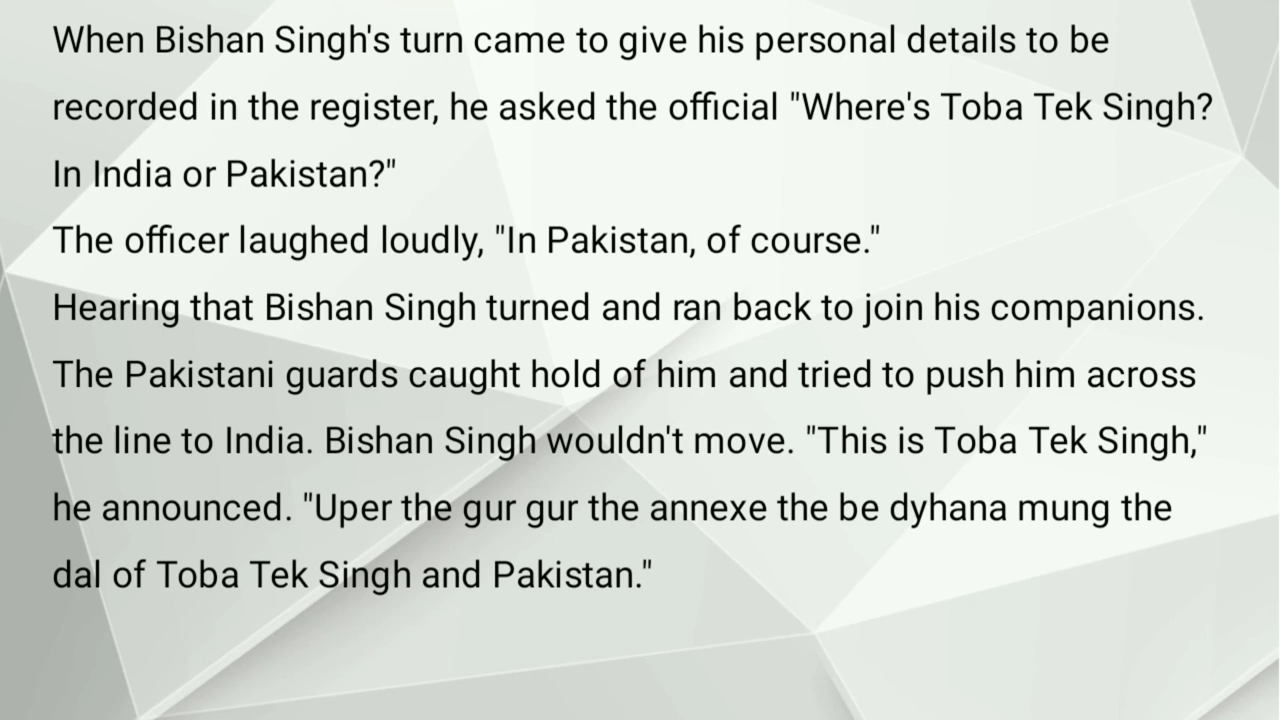 When Bishan Singh's turn came to give his personal details to be
recorded in the register, he asked the official "Where's Toba Tek Singh?
In India or Pakistan?"
The officer laughed loudly, "In Pakistan, of course."
Hearing that Bishan Singh turned and ran back to join his companions.
The Pakistani guards caught hold of him and tried to push him across
the line to India. Bishan Singh wouldn't move. "This is Toba Tek Singh,"
he announced. "Uper the gur gur the annexe the be dyhana mung the
dal of Toba Tek Singh and Pakistan."